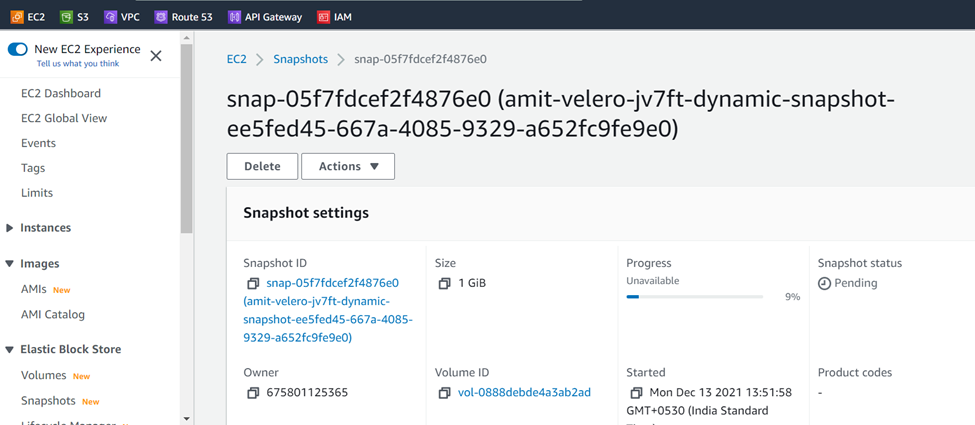 EC2 S3 VPC Route 53 API Gateway IAM
New EC2 Experience
Tell us what you think
EC2 Dashboard
EC2 Global View
Events
Tags
Limits
Instances
Images
AMIs New
AMI Catalog
Elastic Block Store
Volumes New
Snapshots New
Lifecycle Manager
EC2 Snapshots snap-05f7fdcef2f4876e0
snap-05f7fdcef2f4876e0 (amit-velero-jv7ft-dynamic-snapshot-
ee5fed45-667a-4085-9329-a652fc9fe9e0)
Delete Actions
Snapshot settings
Snapshot ID
snap-05f7fdcef2f4876e0
(amit-velero-jv7ft-dynamic-
snapshot-ee5fed45-667a-4085-
9329-a652fc9fe9e0)
Size
1 GiB
Progress
Unavailable
9%
Snapshot status
Pending
Owner
675801125365
Volume ID
vol-0888debde4a3ab2ad
Started
Mon Dec 13 2021 13:51:58
GMT+0530 (India Standard
Product codes
-